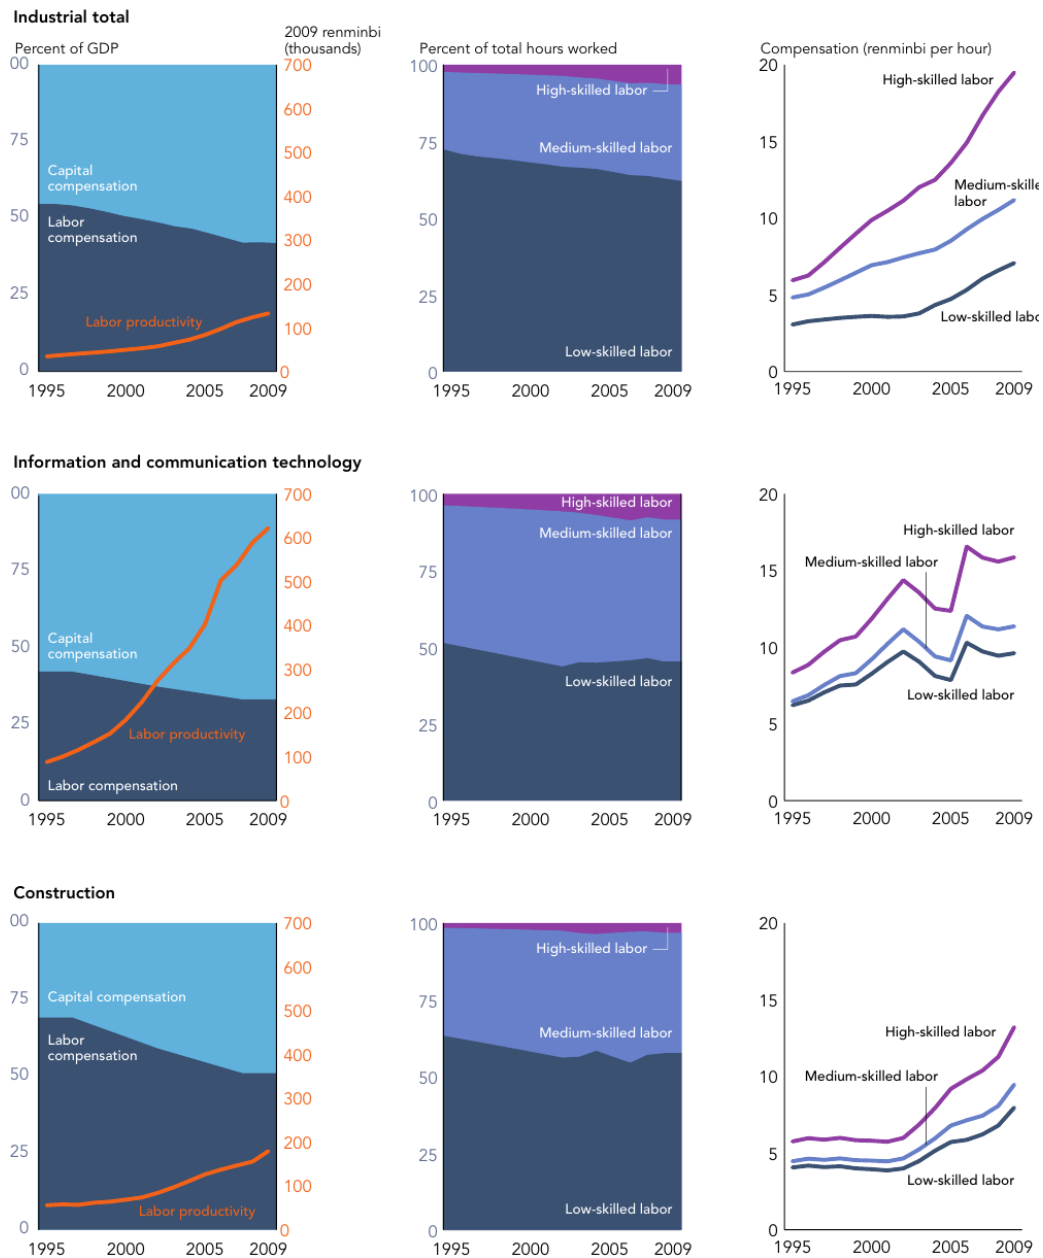 Industrial total
Percent of GDP
2009 renminbi
(thousands)
Percent of total hours worked
Compensation (renminbi per hour)
00
75
50
25
0
Capital
compensation
Labor
compensation
Labor productivity
700
600
500
400
300
200
100
0
1995 2000 2005 2009
100
75
50
25
0
High-skilled labor
Medium-skilled labor
Low-skilled labor
1995 2000 2005 2009
20
15
10
5
0
High-skilled labor
Medium-skille
labor
Low-skilled labo
1995 2000 2005 2009
Information and communication technology
00
75
50
25
0
Capital
compensation
Labor productivity
Labor compensation
700
600
500
400
300
200
100
0
1995 2000 2005 2009
100
75
50
25
0
High-skilled labor
Medium-skilled labor
Low-skilled labor
1995 2000 2005 2009
20
15
10
5
0
High-skilled labor
Medium-skilled labor
Low-skilled labor
1995 2000 2005 2009
Construction
00
75
50
25
0
Capital compensation
Labor
compensation
Labor productivity
700
600
500
400
300
200
100
0
1995 2000 2005 2009
100
75
50
25
0
High-skilled labor
Medium-skilled labor
Low-skilled labor
1995 2000 2005 2009
20
15
10
5
0
High-skilled labor
Medium-skilled labor
Low-skilled labor
1995 2000 2005 2009